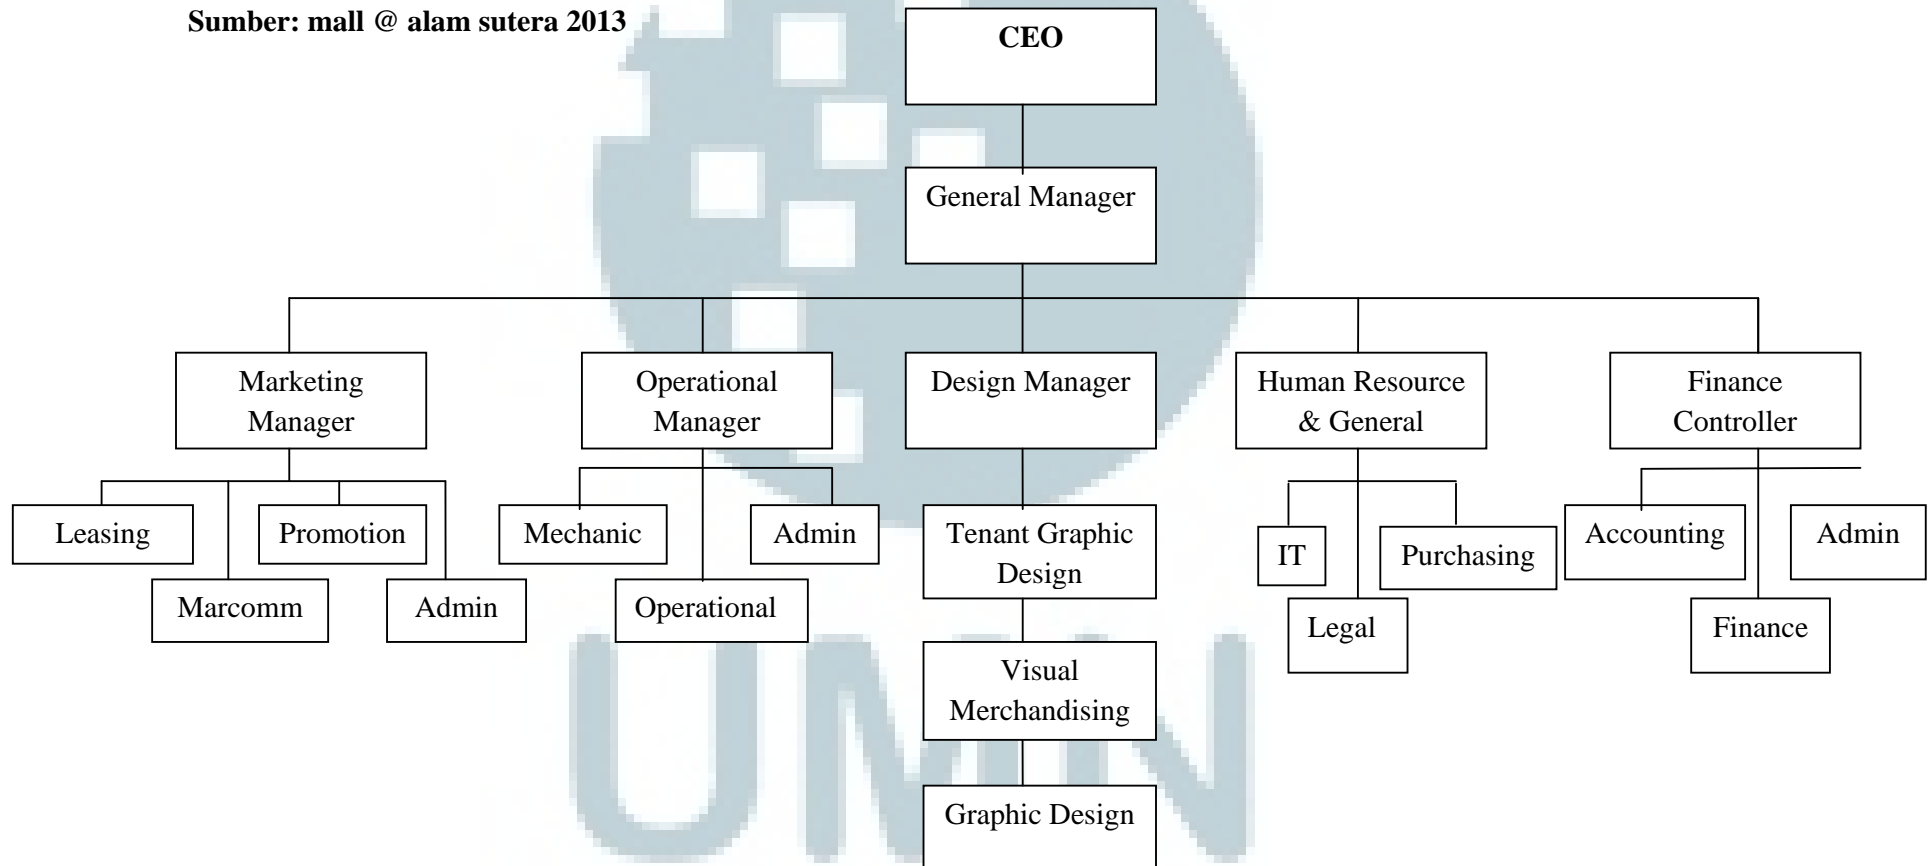 Sumber: mall @ alam sutera 2013
CEO
General Manager
Marketing
Manager
Operational
Manager
Design Manager
Human Resource
& General
Finance
Controller
Leasing
Promotion
Mechanic
Admin
Tenant Graphic
Design
IT
Purchasing
Accounting
Admin
Marcomm
Admin
Operational
Legal
Finance
Visual
Merchandising
Graphic Design
UMN